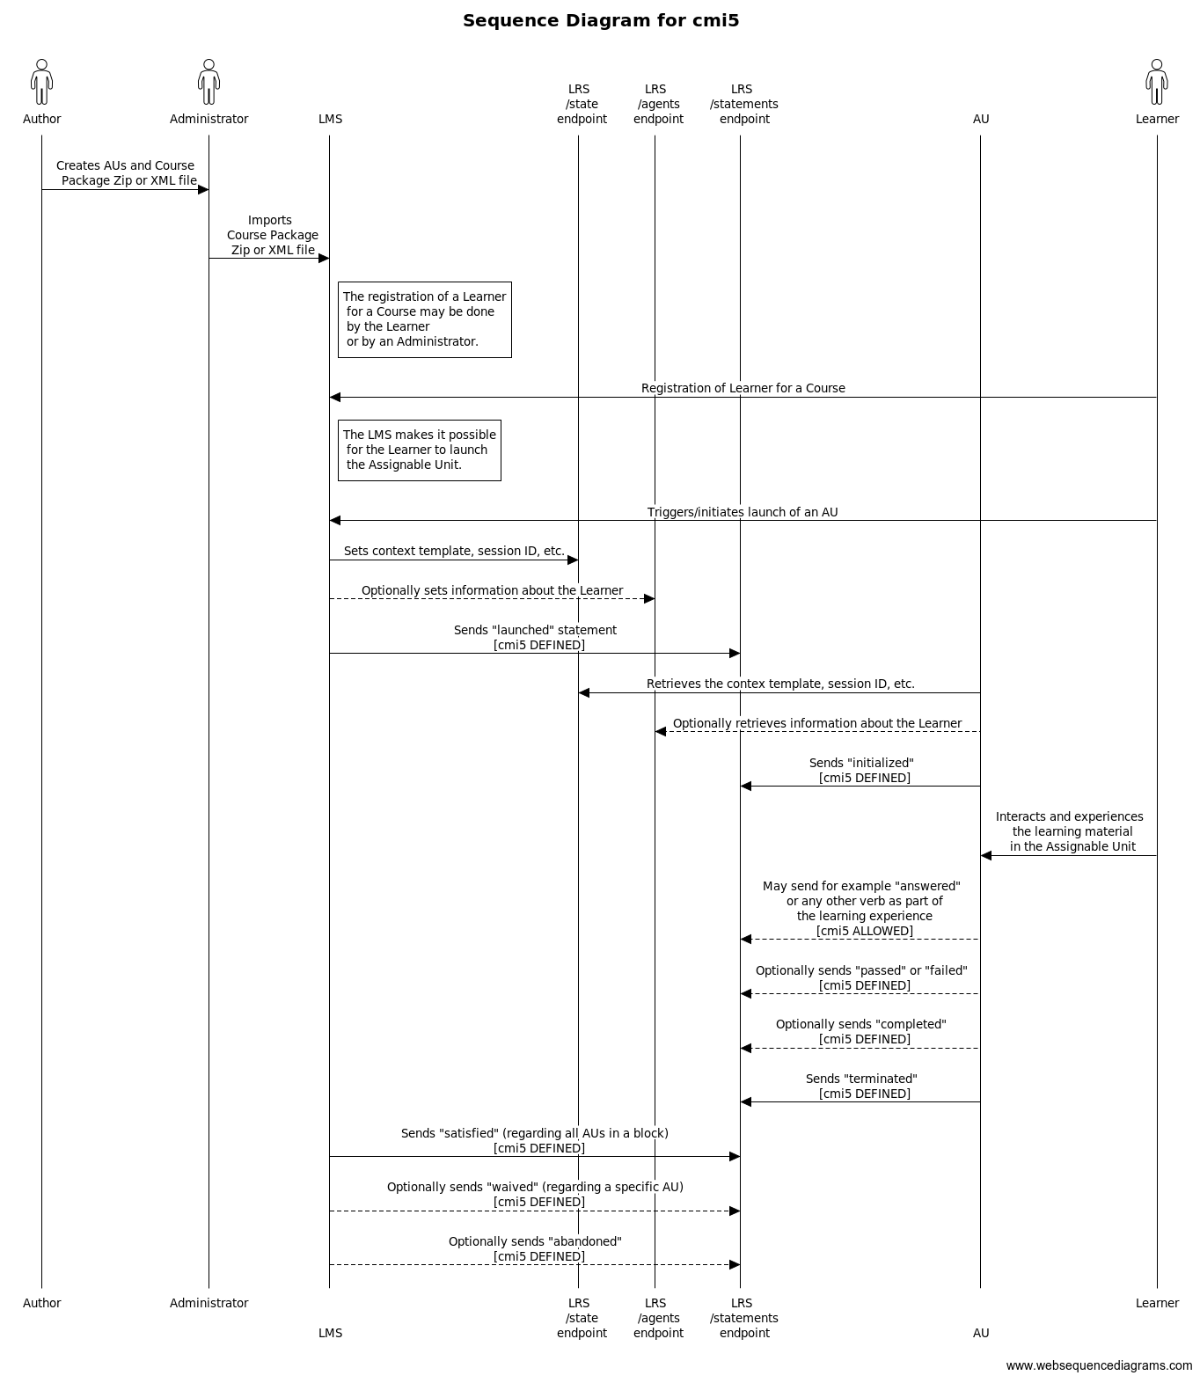 Sequence Diagram for cmi5
LRS
LRS
LRS
/state
/agents
/statements
Author
Administrator
LMS
endpoint
endpoint
endpoint
AU
Learner
Creates AUs and Course
Package Zip or XML file
Imports
Course Package
Zip or XML file
The registration of a Learner
for a Course may be done
by the Learner
or by an Administrator.
Registration of Learner for a Course
The LMS makes it possible
for the Learner to launch
the Assignable Unit.
Triggers/initiates launch of an AU
Sets context template, session ID, etc.
Optionally sets information about the Learner
Sends "launched" statement
[cmi5 DEFINED]
Retrieves the contex template, session ID, etc.
Optionally retrieves information about the Learner
Sends "initialized"
[cmi5 DEFINED]
Interacts and experiences
the learning material
in the Assignable Unit
May send for example "answered"
or any other verb as part of
the learning experience
[cmi5 ALLOWED]
Optionally sends "passed" or "failed"
[cmi5 DEFINED]
Optionally sends "completed"
[cmi5 DEFINED]
Sends "terminated"
[cmi5 DEFINED]
Sends "satisfied" (regarding all AUs in a block)
[cmi5 DEFINED]
Optionally sends "waived" (regarding a specific AU)
[cmi5 DEFINED]
Optionally sends "abandoned"
[cmi5 DEFINED]
Author
Administrator
LRS
LRS
LRS
Learner
/state
/agents
/statements
LMS
endpoint
endpoint
endpoint
AU
www.websequencediagrams.com